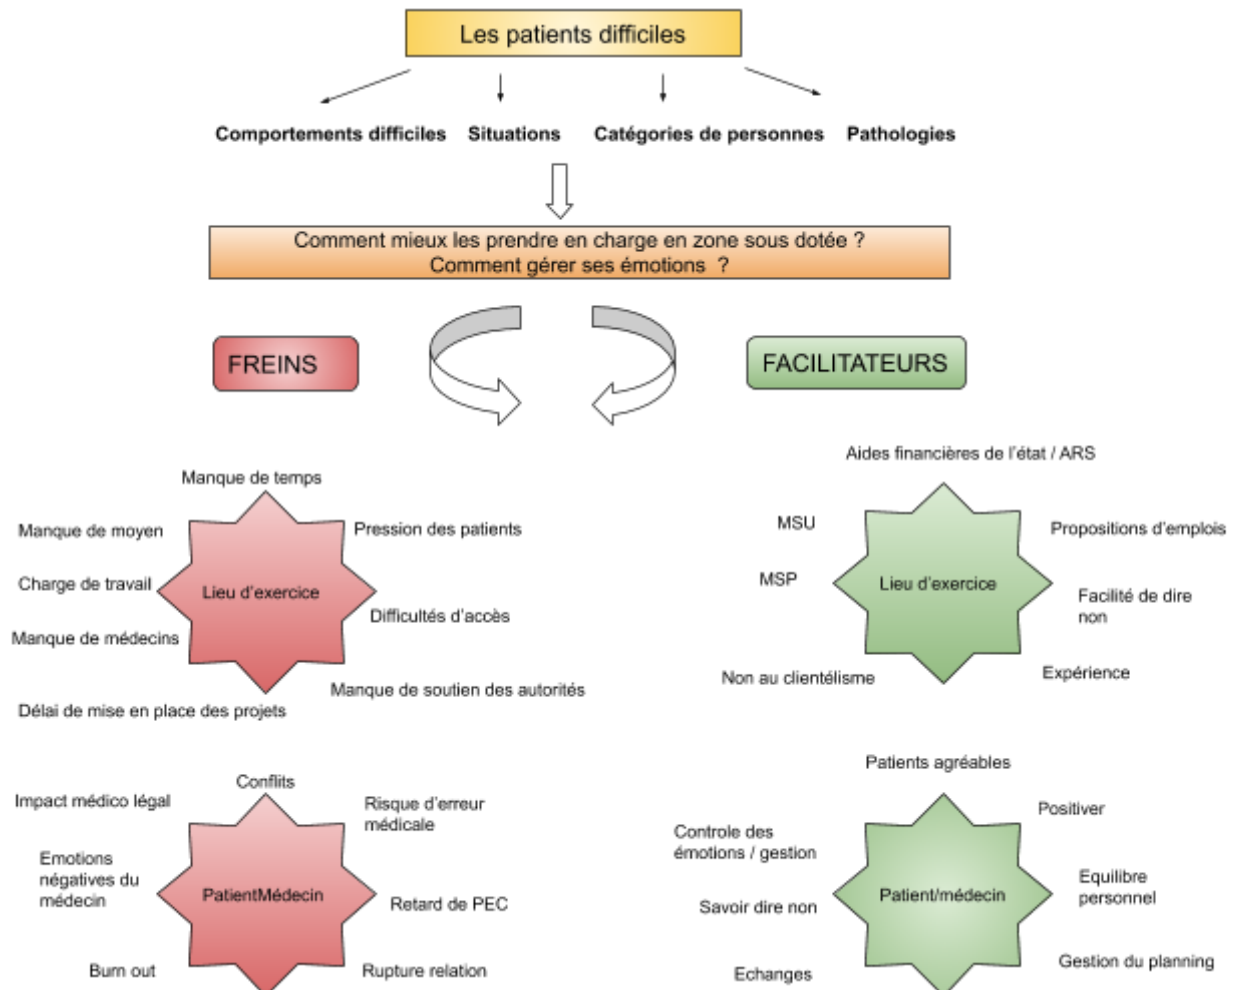 Les patients difficiles
Comportements difficiles
Situations
Catégories de personnes
Pathologies
Comment mieux les prendre en charge en zone sous dotée ?
Comment gérer ses émotions ?
FREINS
FACILITATEURS
Manque de temps
Manque de moyen
Pression des patients
Charge de travail
Lieu d'exercice
Difficultés d'accès
Manque de médecins
Manque de soutien des autorités
Délai de mise en place des projets
Aides financières de l'état / ARS
MSU
Propositions d'emplois
MSP
Lieu d'exercice
Facilité de dire
non
Non au clientélisme
Expérience
Conflits
Impact médico légal
Risque d'erreur
médicale
Emotions
négatives du
médecin
PatientMédecin
Retard de PEC
Burn out
Rupture relation
Patients agréables
Positiver
Controle des
émotions / gestion
Patient/médecin
Equilibre
personnel
Savoir dire non
Echanges
Gestion du planning